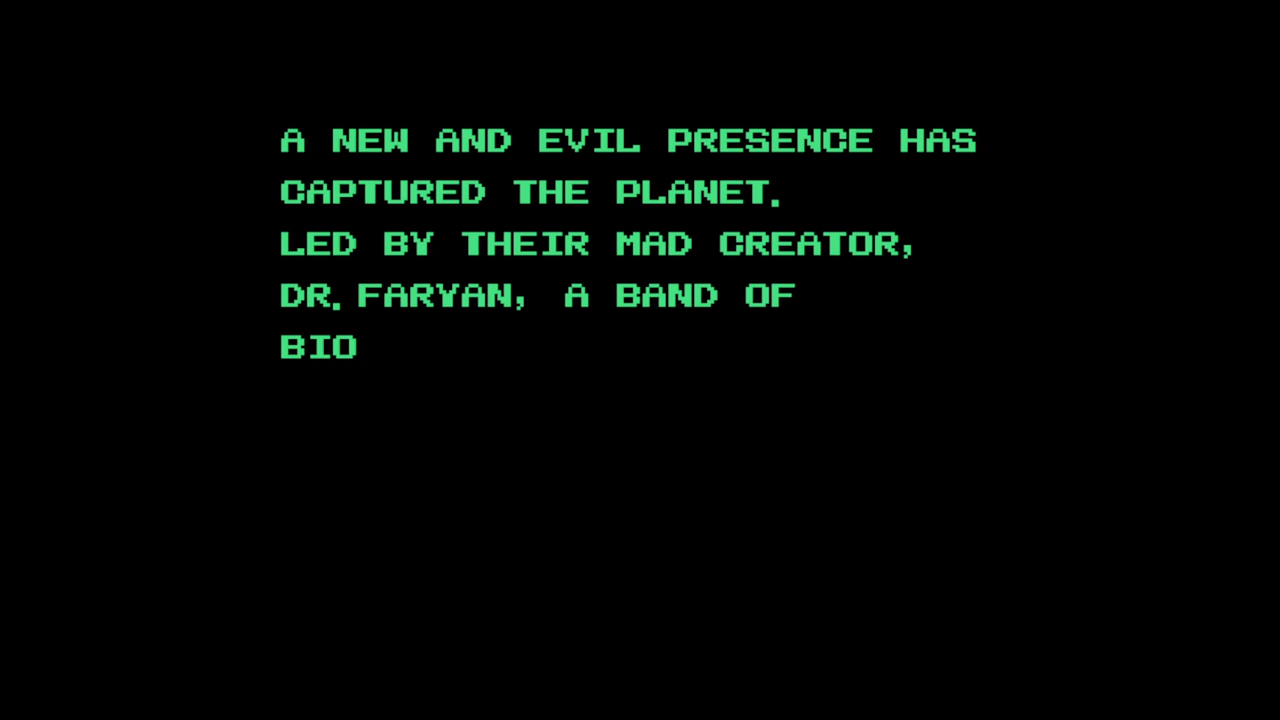 A NEW AND EVIL PRESENCE HAS
CAPTURED THE PLANET.
LED BY THEIR MAD CREATOR,
DR. FARYAN, A BAND OF
BIO